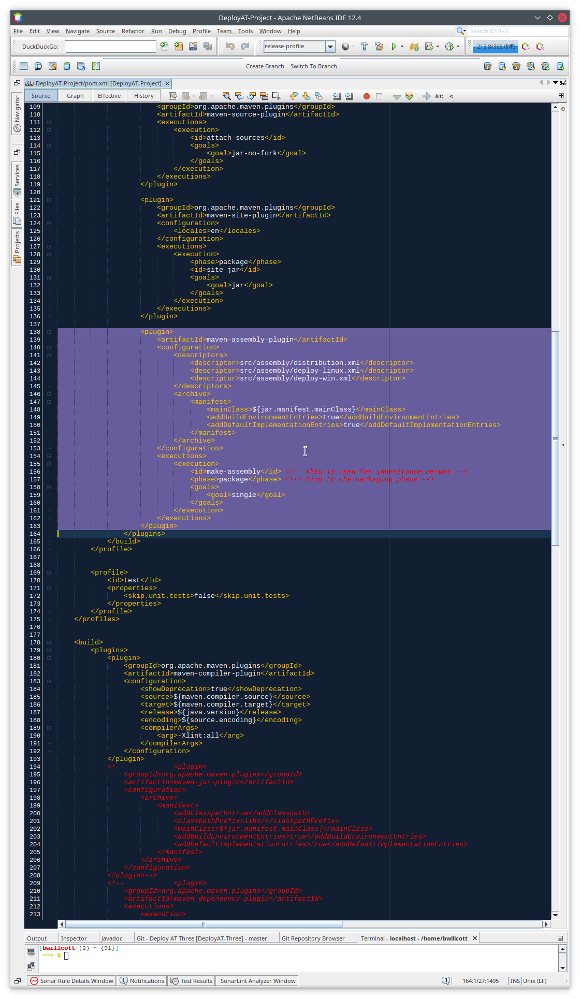 DeployAT-Project - Apache NetBeans IDE 12.4
File Edit View Navigate Source Refactor Run Debug Profile Team Tools Window Help Search (Ctrl+I)
DuckDuckGo: release-profile 213.8/368.0MB
Create Branch Switch To Branch
DeployAT-Project/pom.xml [DeployAT-Project] x
Source Graph Effective History &lt; <
Navigator
Services
Files
Projects
109 <groupId>org.apache.maven.plugins</groupId>
110 <artifactId>maven-source-plugin</artifactId>
111 <executions>
112 <execution>
113 <id>attach-sources</id>
114 <goals>
115 <goal>jar-no-fork</goal>
116 </goals>
117 </execution>
118 </executions>
119 </plugin>
120
121 <plugin>
122 <groupId>org.apache.maven.plugins</groupId>
123 <artifactId>maven-site-plugin</artifactId>
124 <configuration>
125 <locales>en</locales>
126 </configuration>
127 <executions>
128 <execution>
129 <phase>package</phase>
130 <id>site-jar</id>
131 <goals>
132 <goal>jar</goal>
133 </goals>
134 </execution>
135 </executions>
136 </plugin>
137
138 <plugin>
139 <artifactId>maven-assembly-plugin</artifactId>
140 <configuration>
141 <descriptors>
142 <descriptor>src/assembly/distribution.xml</descriptor>
143 <descriptor>src/assembly/deploy-linux.xml</descriptor>
144 <descriptor>src/assembly/deploy-win.xml</descriptor>
145 </descriptors>
146 <archive>
147 <manifest>
148 <mainClass>${jar.manifest.mainClass}</mainClass>
149 <addBuildEnvironmentEntries>true</addBuildEnvironmentEntries>
150 <addDefaultImplementationEntries>true</addDefaultImplementationEntries>
151 </manifest>
152 </archive>
153 </configuration>
154 <executions>
155 <execution>
156 <id>make-assembly</id> <!-- this is used for inheritance merges -->
157 <phase>package</phase> <!-- bind to the packaging phase -->
158 <goals>
159 <goal>single</goal>
160 </goals>
161 </execution>
162 </executions>
163 </plugin>
164 </plugins>
165 </build>
166 </profile>
167
168
169 <profile>
170 <id>test</id>
171 <properties>
172 <skip.unit.tests>false</skip.unit.tests>
173 </properties>
174 </profile>
175 </profiles>
176
177
178 <build>
179 <plugins>
180 <plugin>
181 <groupId>org.apache.maven.plugins</groupId>
182 <artifactId>maven-compiler-plugin</artifactId>
183 <configuration>
184 <showDeprecation>true</showDeprecation>
185 <source>${maven.compiler.source}</source>
186 <target>${maven.compiler.target}</target>
187 <release>${java.version}</release>
188 <encoding>${source.encoding}</encoding>
189 <compilerArgs>
190 <arg>-Xlint:all</arg>
191 </compilerArgs>
192 </configuration>
193 </plugin>
194 <!-- <plugin>
195 <groupId>org.apache.maven.plugins</groupId>
196 <artifactId>maven-jar-plugin</artifactId>
197 <configuration>
198 <archive>
199 <manifest>
200 <addClasspath>true</addClasspath>
201 <classpathPrefix>libs/</classpathPrefix>
202 <mainClass>${jar.manifest.mainClass}</mainClass>
203 <addBuildEnvironmentEntries>true</addBuildEnvironmentEntries>
204 <addDefaultImplementationEntries>true</addDefaultImplementationEntries>
205 </manifest>
206 </archive>
207 </configuration>
208 </plugin>-->
209 <!-- <plugin>
210 <groupId>org.apache.maven.plugins</groupId>
211 <artifactId>maven-dependency-plugin</artifactId>
212 <executions>
213 <execution>
Output Inspector Javadoc Git - Deploy AT Three [DeployAT-Three] - master Git Repository Browser Terminal - localhost - /home/bwillcott
[bwillcott:(2) ~ {91}]
==> $
Sonar Rule Details Window Notifications Test Results SonarLint Analyzer Window 1 164:1/27:1495 INS Unix (LF)